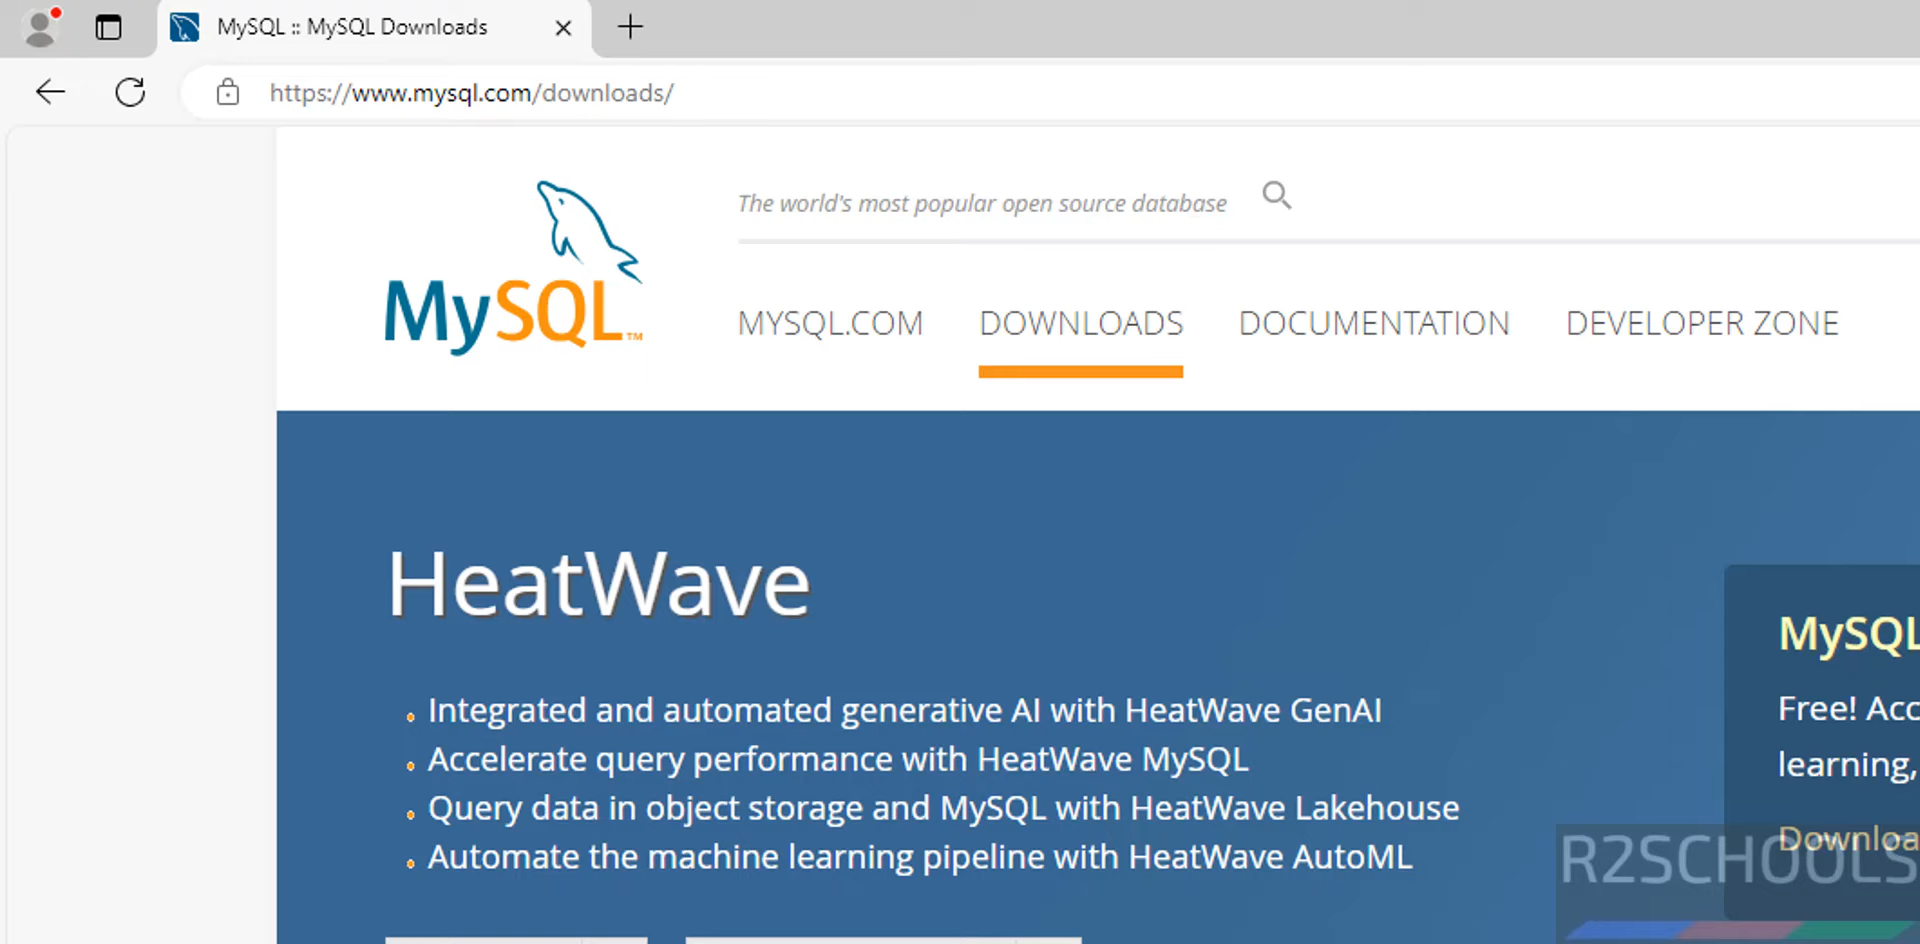 MySQL :: MySQL Downloads
https://www.mysql.com/downloads/
The world's most popular open source database
MySQL™
MYSQL.COM DOWNLOADS DOCUMENTATION DEVELOPER ZONE
HeatWave
Integrated and automated generative AI with HeatWave GenAI
Accelerate query performance with HeatWave MySQL
Query data in object storage and MySQL with HeatWave Lakehouse
Automate the machine learning pipeline with HeatWave AutoML
MySQL
Free!
learning,
R2SCHOOLS